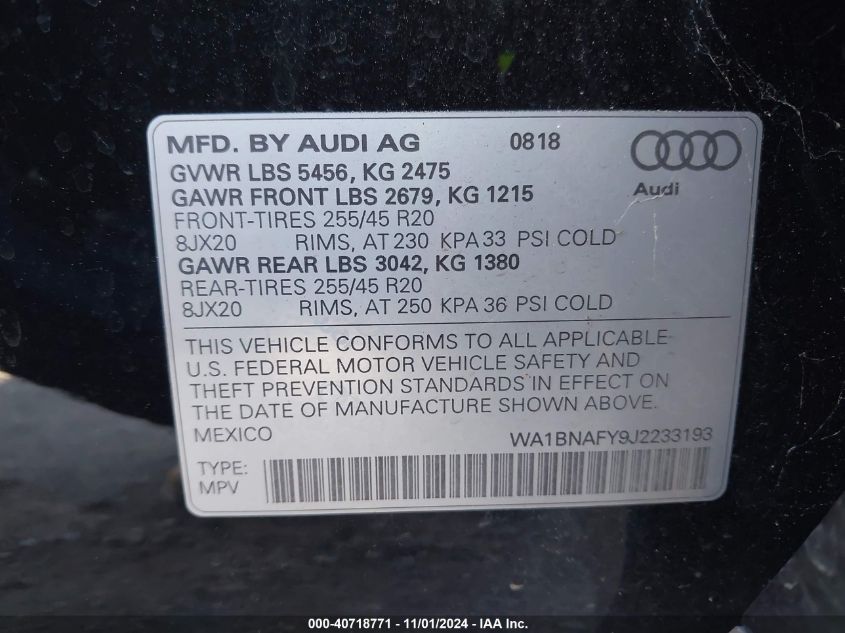 MFD. BY AUDI AG 0818
Audi
GVWR LBS 5456, KG 2475
GAWR FRONT LBS 2679, KG 1215
FRONT-TIRES 255/45 R20
8JX20 RIMS, AT 230 KPA 33 PSI COLD
GAWR REAR LBS 3042, KG 1380
REAR-TIRES 255/45 R20
8JX20 RIMS, AT 250 KPA 36 PSI COLD
THIS VEHICLE CONFORMS TO ALL APPLICABLE
U.S. FEDERAL MOTOR VEHICLE SAFETY AND
THEFT PREVENTION STANDARDS IN EFFECT ON
THE DATE OF MANUFACTURE SHOWN ABOVE.
MEXICO WA1BNAFY9J2233193
TYPE:
MPV
000-40718771 - 11/01/2024 - IAA Inc.